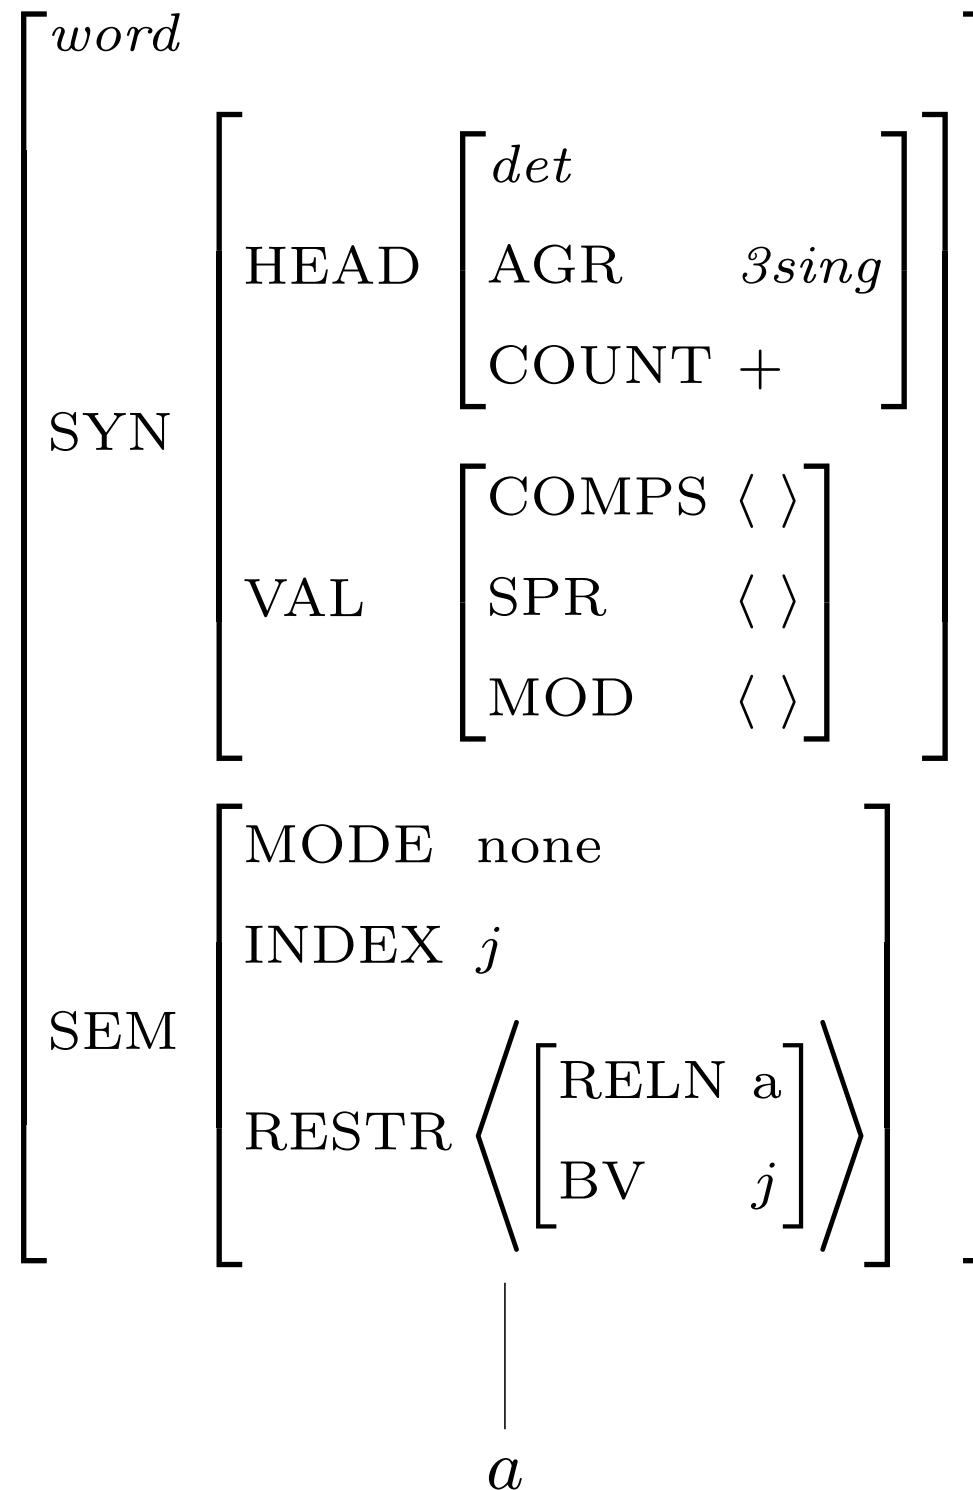 word
det
HEAD AGR 3sing
COUNT +
SYN
COMPS ⟨ ⟩
VAL SPR ⟨ ⟩
MOD ⟨ ⟩
MODE none
INDEX j
SEM
RELN a
RESTR
BV j
a